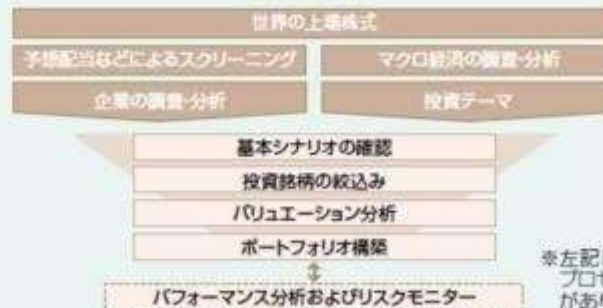 世界の上場株式
予想配当などによるスクリーニング
マクロ経済の調査・分析
企業の調査・分析
投資テーマ
基本シナリオの確認
投資銘柄の絞込み
バリュエーション分析
ポートフォリオ構築
パフォーマンス分析およびリスクモニター
※左記
プロセ
があ